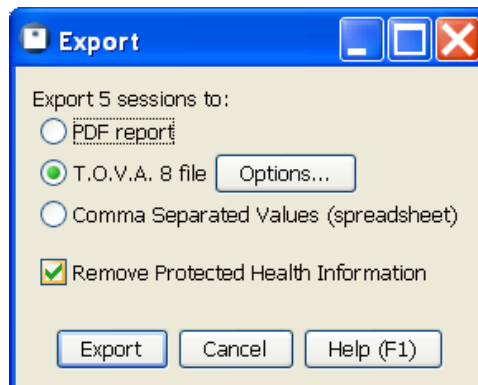 Export
Export 5 sessions to:
PDF report
T.O.V.A. 8 file Options...
Comma Separated Values (spreadsheet)
Remove Protected Health Information
Export Cancel Help (F1)